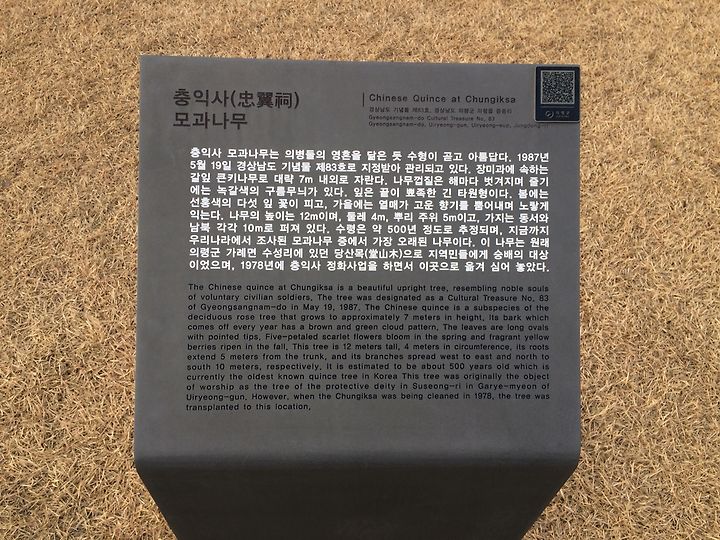 충익사(忠翼祠)
모과나무
Chinese Quince at Chungiksa
경상남도 기념물 제83호, 경상남도 의령군 의령읍 중동리
Gyeongsangnam-do Cultural Treasure No. 83
Gyeongsangnam-do, Uiryeong-gun, Uiryeong-eup, Jungdong-ri
충익사 모과나무는 의병들의 영혼을 닮은 듯 수형이 곧고 아름답다. 1987년
5월 19일 경상남도 기념물 제83호로 지정받아 관리되고 있다. 장미과에 속하는
갈잎 큰키나무로 대략 7m 내외로 자란다. 나무껍질은 해마다 벗겨지며 줄기
에는 녹갈색의 구름무늬가 있다. 잎은 끝이 뾰족한 긴 타원형이다. 봄에는
선홍색의 다섯 잎 꽃이 피고, 가을에는 열매가 고운 향기를 뿜어내며 노랗게
익는다. 나무의 높이는 12m이며, 둘레 4m, 뿌리 주위 5m이고, 가지는 동서와
남북 각각 10m로 퍼져 있다. 수령은 약 500년 정도로 추정되며, 지금까지
우리나라에서 조사된 모과나무 중에서 가장 오래된 나무이다. 이 나무는 원래
의령군 가례면 수성리에 있던 당산목(堂山木)으로 지역민들에게 숭배의 대상
이었으며, 1978년에 충익사 정화사업을 하면서 이곳으로 옮겨 심어 놓았다.
The Chinese quince at Chungiksa is a beautiful upright tree, resembling noble souls
of voluntary civilian soldiers. The tree was designated as a Cultural Treasure No. 83
of Gyeongsangnam-do in May 19, 1987. The Chinese quince is a subspecies of the
deciduous rose tree that grows to approximately 7 meters in height. Its bark which
comes off every year has a brown and green cloud pattern. The leaves are long ovals
with pointed tips. Five-petaled scarlet flowers bloom in the spring and fragrant yellow
berries ripen in the fall. This tree is 12 meters tall, 4 meters in circumference, its roots
extend 5 meters from the trunk, and its branches spread west to east and north to
south 10 meters, respectively. It is estimated to be about 500 years old which is
currently the oldest known quince tree in Korea This tree was originally the object
of worship as the tree of the protective deity in Suseong-ri in Garye-myeon of
Uiryeong-gun. However, when the Chungiksa was being cleaned in 1978, the tree was
transplanted to this location.